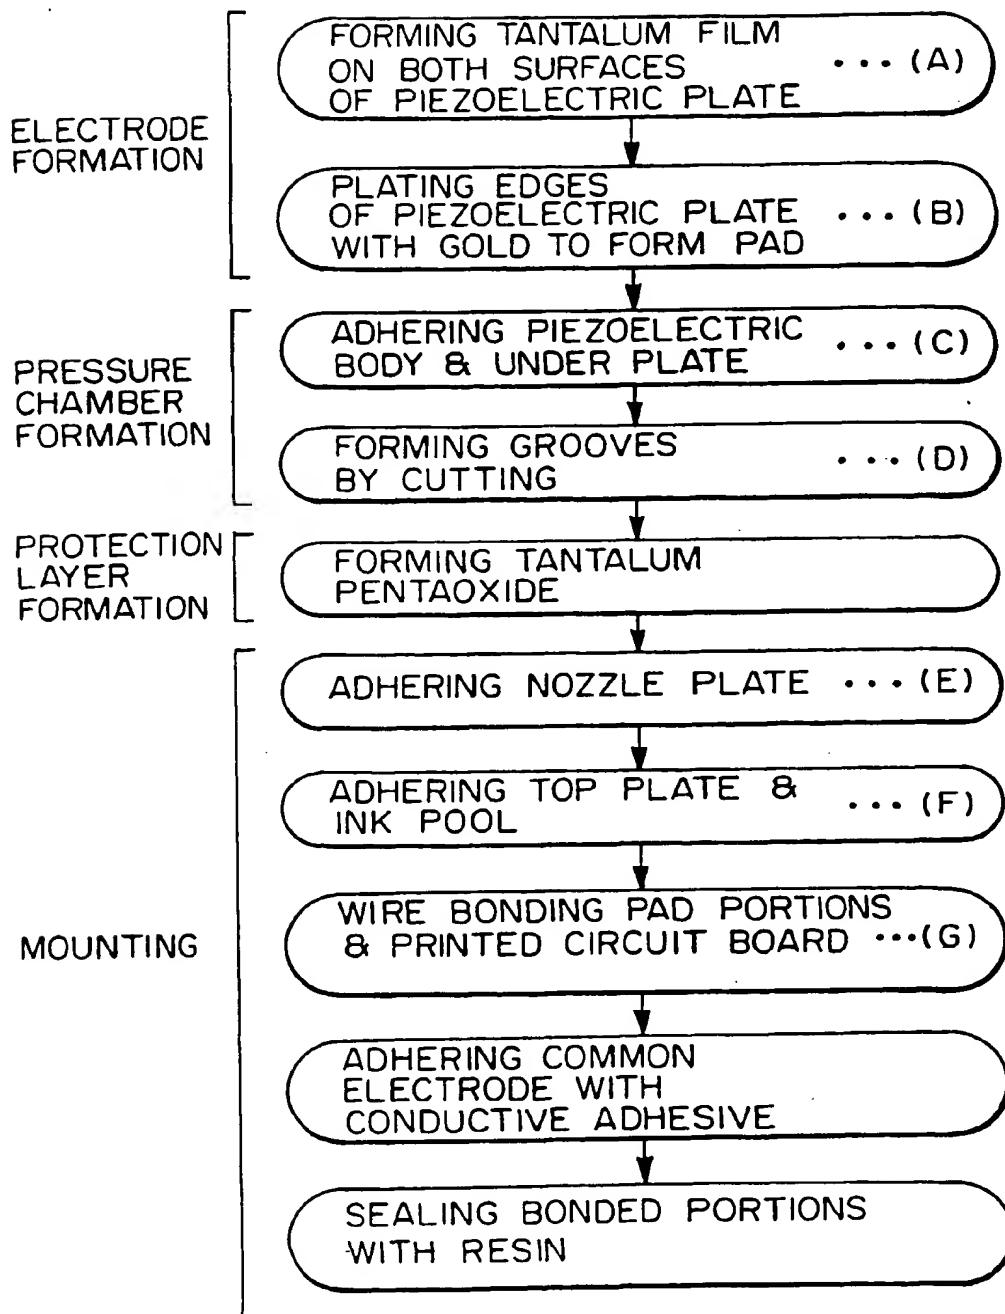 ELECTRODE
FORMATION
FORMING TANTALUM FILM
ON BOTH SURFACES ••• (A)
OF PIEZOELECTRIC PLATE
PLATING EDGES
OF PIEZOELECTRIC PLATE ••• (B)
WITH GOLD TO FORM PAD
PRESSURE
CHAMBER
FORMATION
ADHERING PIEZOELECTRIC
BODY & UNDER PLATE ••• (C)
FORMING GROOVES
BY CUTTING ••• (D)
PROTECTION
LAYER
FORMATION
FORMING TANTALUM
PENTAOXIDE
MOUNTING
ADHERING NOZZLE PLATE ••• (E)
ADHERING TOP PLATE &
INK POOL ••• (F)
WIRE BONDING PAD PORTIONS
& PRINTED CIRCUIT BOARD •••(G)
ADHERING COMMON
ELECTRODE WITH
CONDUCTIVE ADHESIVE
SEALING BONDED PORTIONS
WITH RESIN